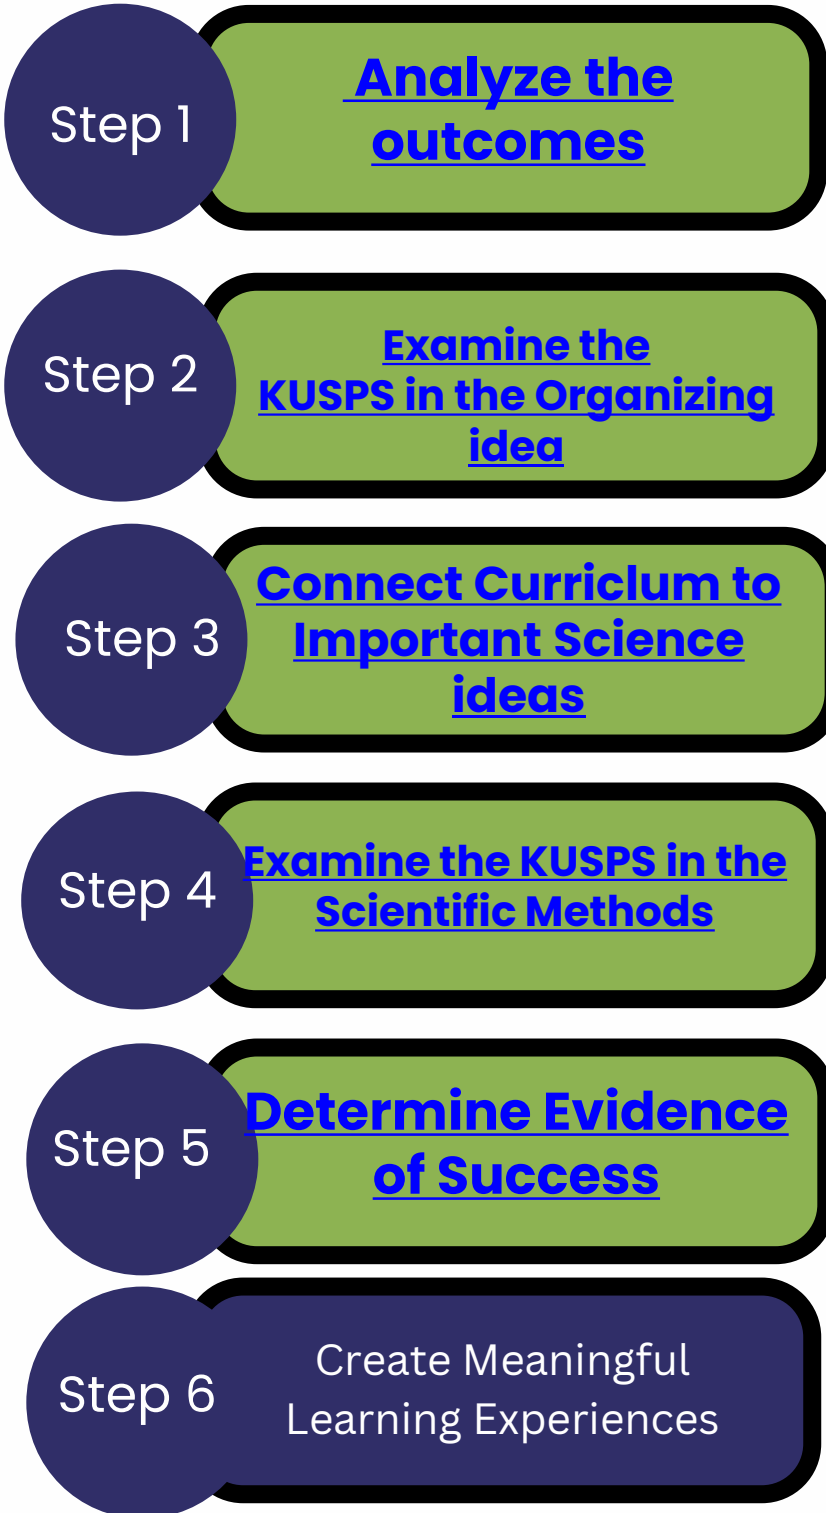 Step 1
Analyze the
outcomes
Step 2
Examine the
KUSPS in the Organizing
idea
Step 3
Connect Curriclum to
Important Science
ideas
Step 4
Examine the KUSPS in the
Scientific Methods
Step 5
Determine Evidence
of Success
Step 6
Create Meaningful
Learning Experiences